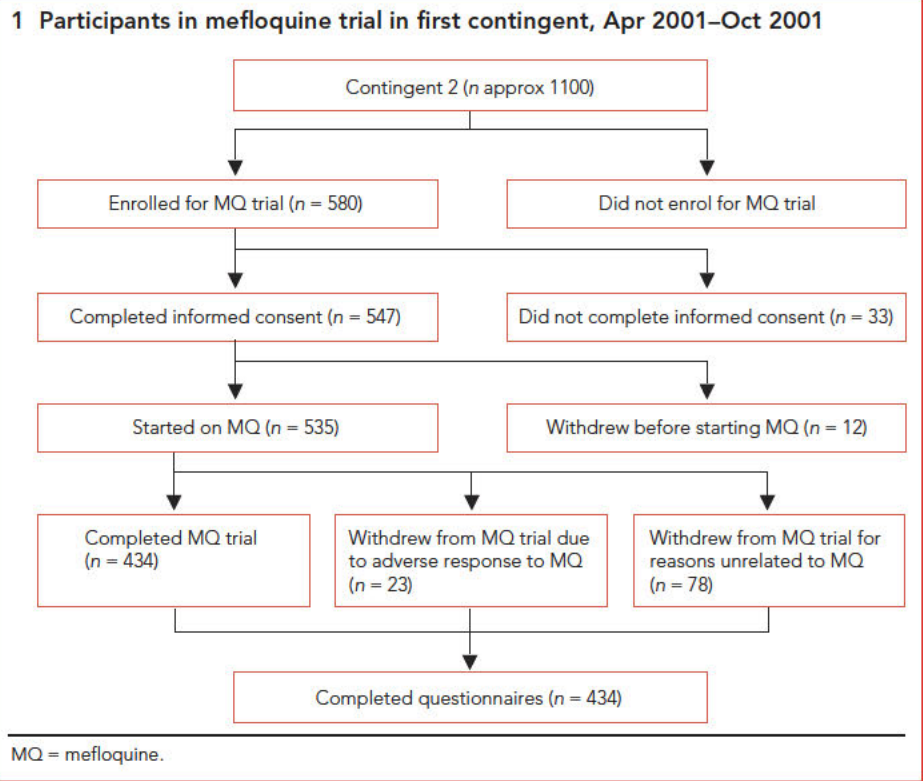 1 Participants in mefloquine trial in first contingent, Apr 2001–Oct 2001
Contingent 2 (n approx 1100)
Enrolled for MQ trial (n = 580)
Did not enrol for MQ trial
Completed informed consent (n = 547)
Did not complete informed consent (n = 33)
Started on MQ (n = 535)
Withdrew before starting MQ (n = 12)
Completed MQ trial
(n = 434)
Withdrew from MQ trial due
to adverse response to MQ
(n = 23)
Withdrew from MQ trial for
reasons unrelated to MQ
(n = 78)
Completed questionnaires (n = 434)
MQ = mefloquine.